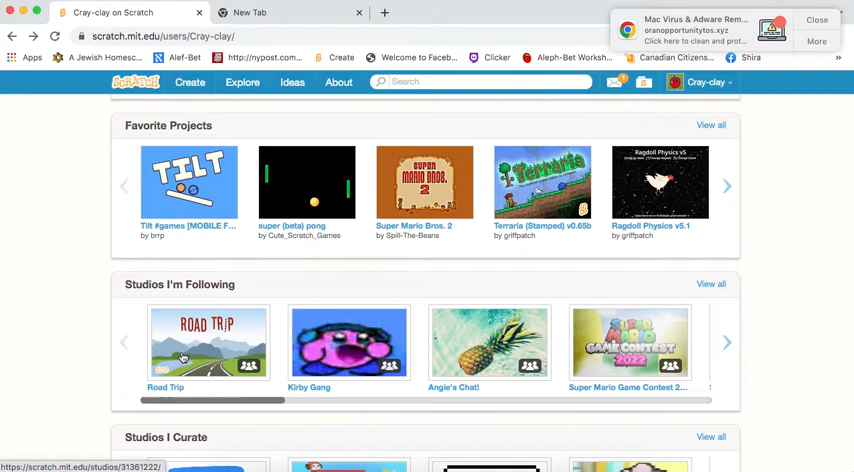 Cray-clay on Scratch
New Tab
scratch.mit.edu/users/Cray-clay/
Mac Virus & Adware Rem...
oranopportunitytos.xyz
Click here to clean and prot...
Close
More
Apps
A Jewish Homesc...
Alef-Bet
http://nypost.com...
Create
Welcome to Faceb...
Clicker
Aleph-Bet Worksh...
Canadian Citizens...
Shira
SCRATCH
Create
Explore
Ideas
About
Search
1
Cray-clay
Favorite Projects
View all
TILT
SUPER
MARIO BROS.
2
Terraria
Ragdoll Physics v5
Tilt #games [MOBILE F...
super (beta) pong
Super Mario Bros. 2
Terraria (Stamped) v0.65b
Ragdoll Physics v5.1
by brrp
by Cute_Scratch_Games
by Spill-The-Beans
by griffpatch
by griffpatch
Studios I'm Following
View all
ROAD TRIP
SUPER
MARIO
GAME CONTEST
2022
Road Trip
Kirby Gang
Angie's Chat!
Super Mario Game Contest 2...
Studios I Curate
View all
https://scratch.mit.edu/studios/31361222/